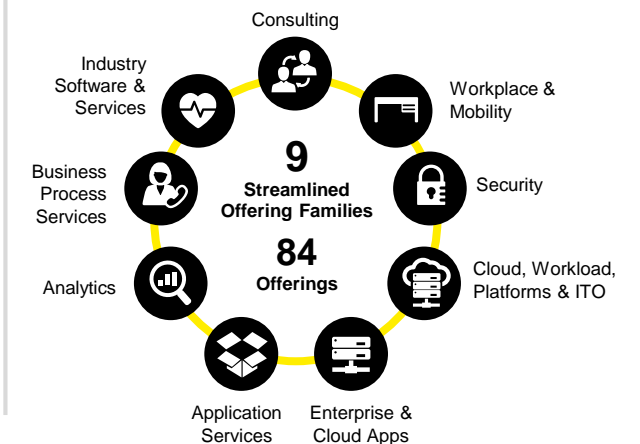 Consulting
Workplace &
Mobility
Security
Cloud, Workload,
Platforms & ITO
Enterprise &
Cloud Apps
Application
Services
Analytics
Business
Process
Services
Industry
Software &
Services
9
Streamlined
Offering Families
84
Offerings